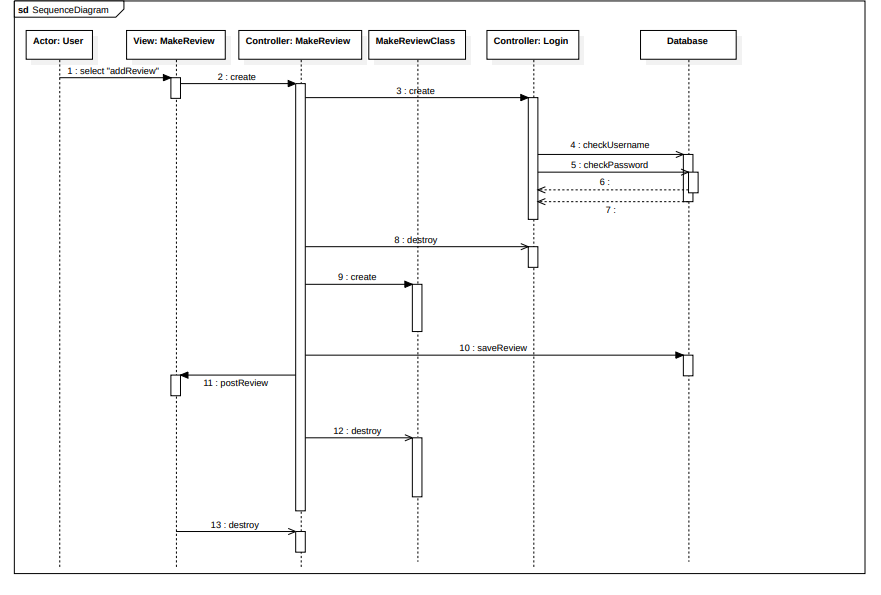 sd SequenceDiagram
Actor: User
View: MakeReview
Controller: MakeReview
MakeReviewClass
Controller: Login
Database
1 : select "addReview"
2 : create
3 : create
4 : checkUsername
5 : checkPassword
6 :
7 :
8 : destroy
9 : create
10 : saveReview
11 : postReview
12 : destroy
13 : destroy